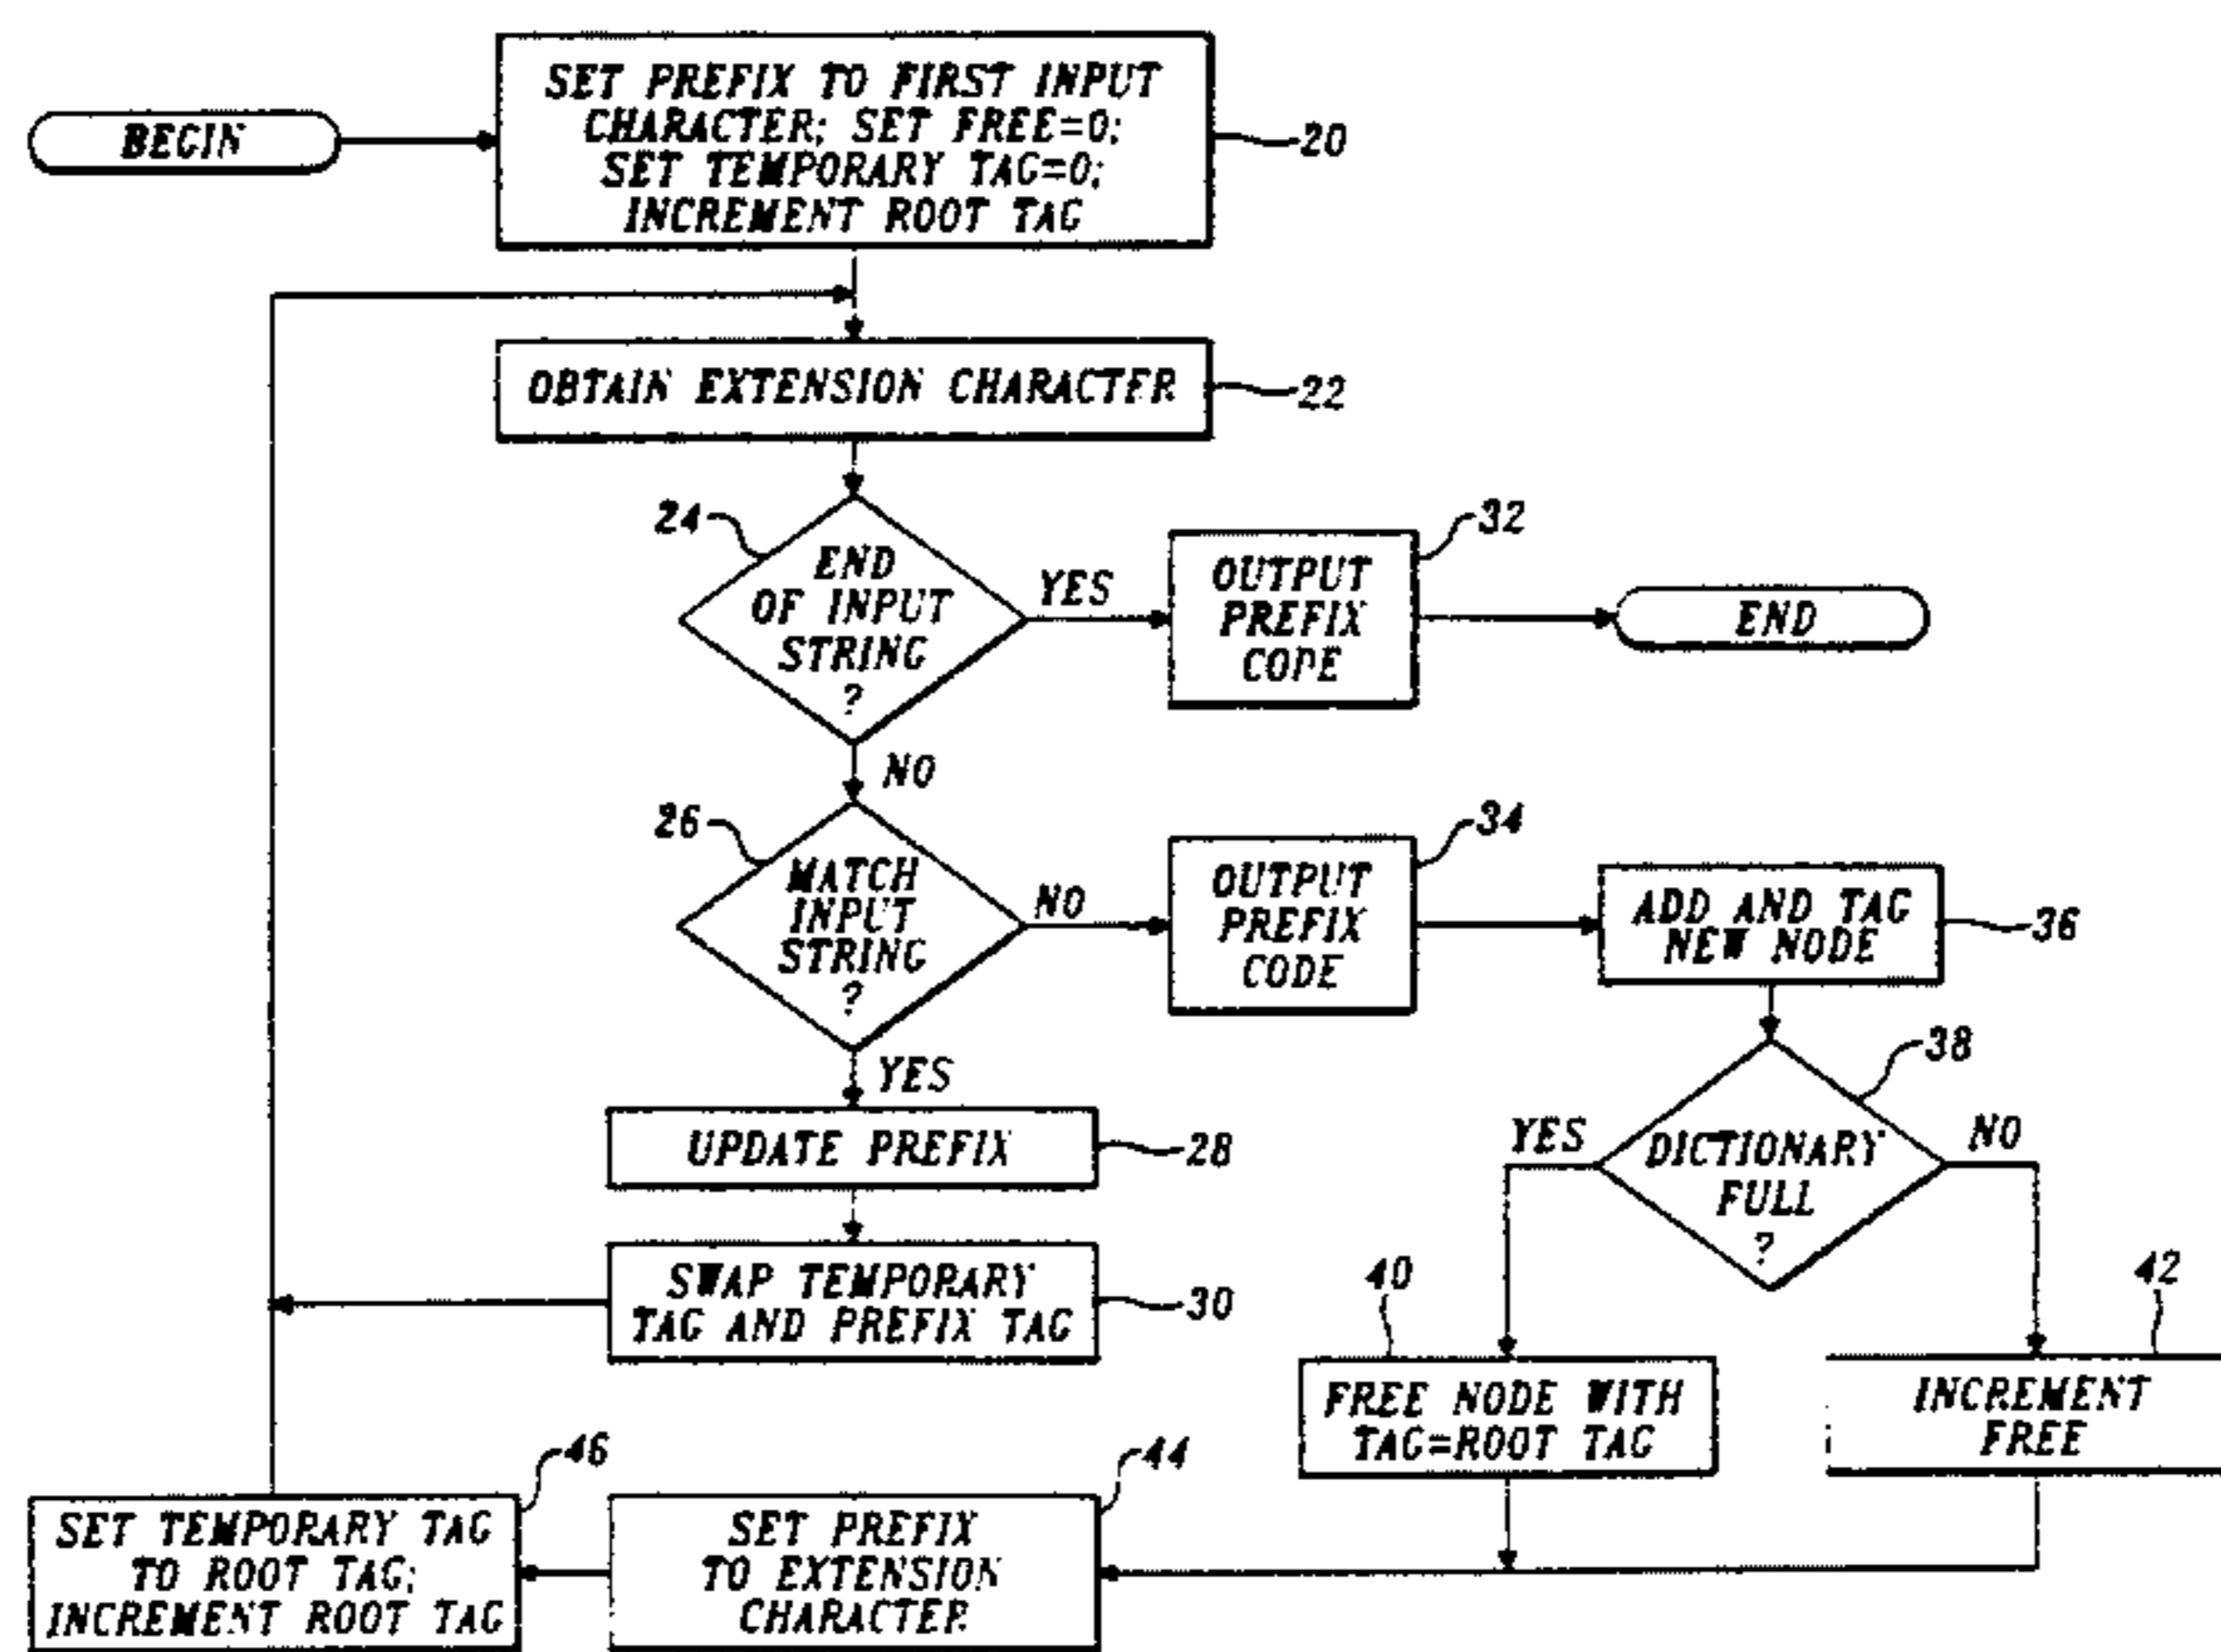 BEGIN
SET PREFIX TO FIRST INPUT
CHARACTER; SET FREE=0;
SET TEMPORARY TAG=0;
INCREMENT ROOT TAG
20
OBTAIN EXTENSION CHARACTER
22
24
END
OF INPUT
STRING
?
YES
32
OUTPUT
PREFIX
CODE
END
NO
26
MATCH
INPUT
STRING
?
NO
34
OUTPUT
PREFIX
CODE
ADD AND TAG
NEW NODE
36
YES
UPDATE PREFIX
28
38
YES
DICTIONARY
FULL
?
NO
SWAP TEMPORARY
TAG AND PREFIX TAG
30
40
FREE NODE WITH
TAG=ROOT TAG
42
INCREMENT
FREE
46
SET TEMPORARY TAG
TO ROOT TAG;
INCREMENT ROOT TAG
44
SET PREFIX
TO EXTENSION
CHARACTER